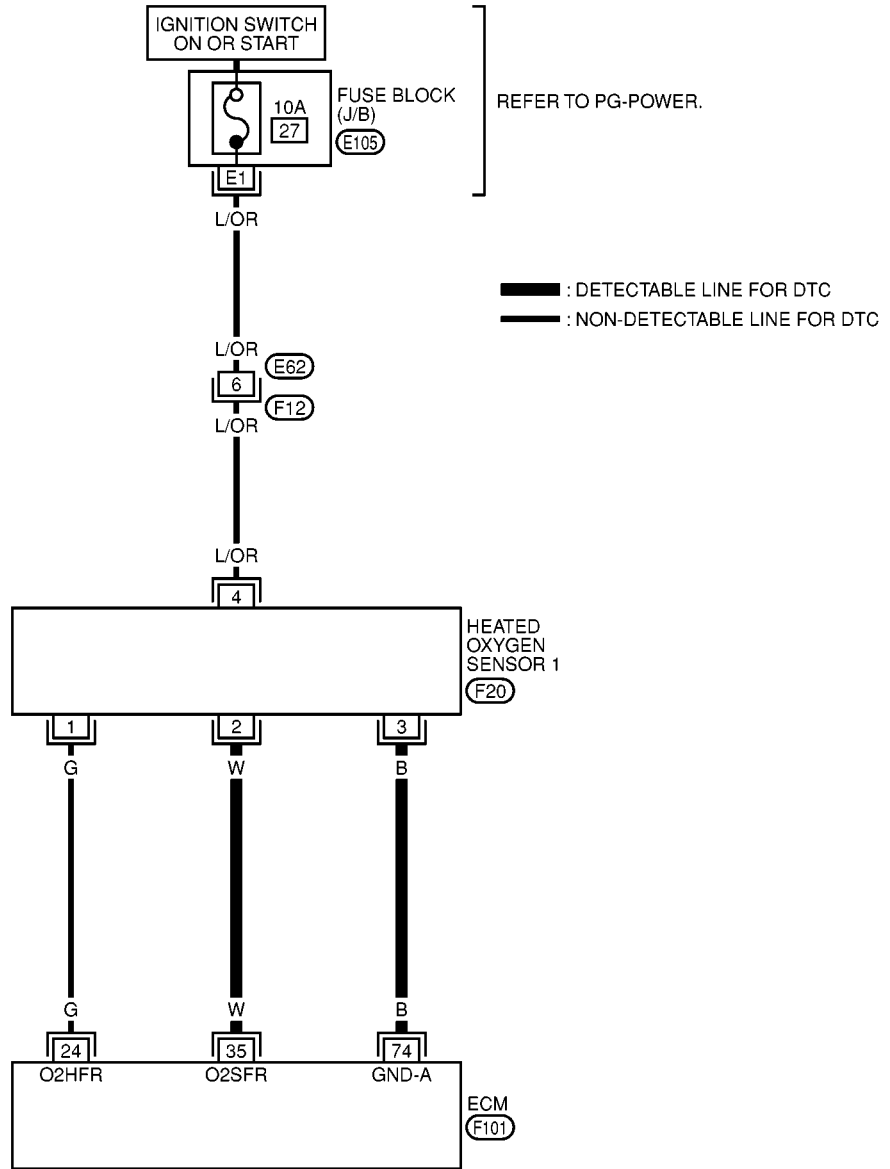 IGNITION SWITCH
ON OR START
FUSE BLOCK
(J/B)
10A
27
E105
REFER TO PG-POWER.
E1
L/OR
: DETECTABLE LINE FOR DTC
: NON-DETECTABLE LINE FOR DTC
L/OR
E62
6
F12
L/OR
L/OR
4
HEATED
OXYGEN
SENSOR 1
F20
1 2 3
G W B
G W B
24 35 74
O2HFR O2SFR GND-A
ECM
F101